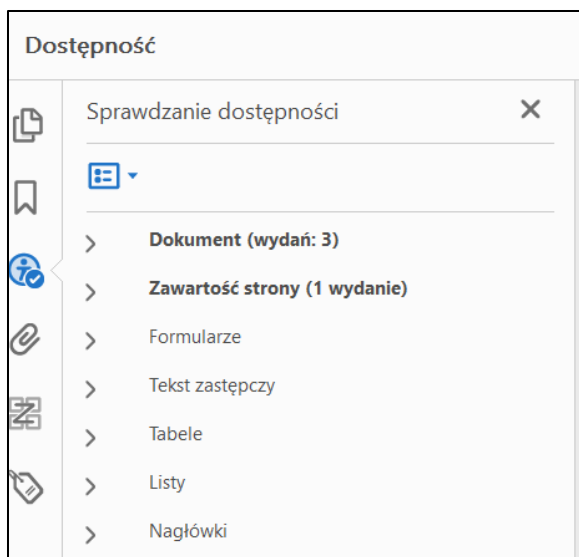 Dostępność
Sprawdzanie dostępności
Dokument (wydań: 3)
Zawartość strony (1 wydanie)
Formularze
Tekst zastępczy
Tabele
Listy
Nagłówki